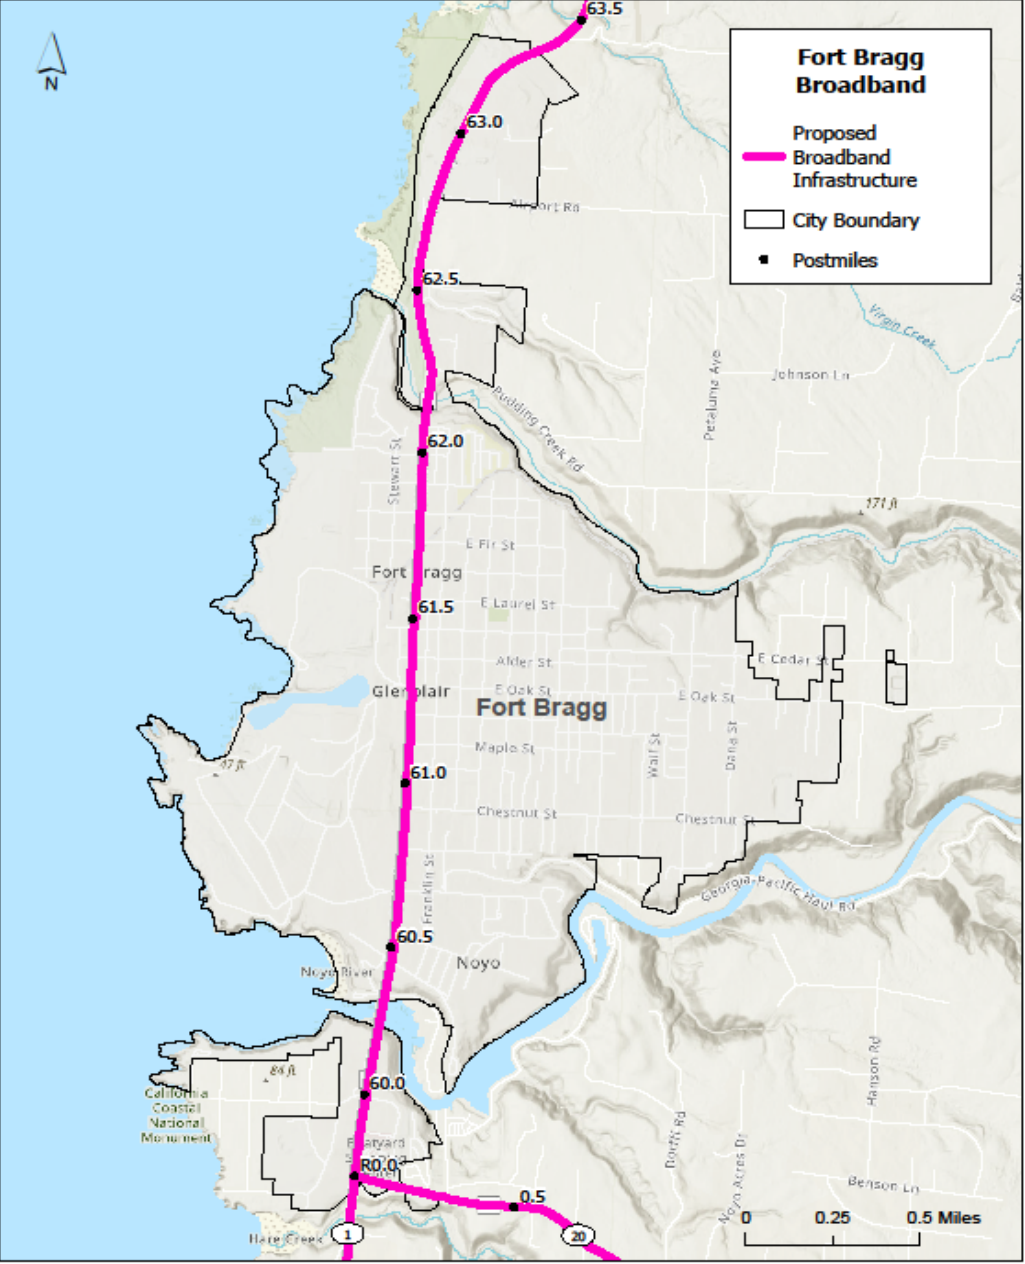 63.5
N
Fort Bragg
Broadband
Proposed
Broadband
Infrastructure
City Boundary
Postmiles
63.0
Airport Rd
62.5
Virgin Creek
Johnson Ln
Petaluma Ave
Pudding Creek Rd
62.0
Stewart St
171 ft
E Fir St
Fort Bragg
61.5
E Laurel St
Alder St
E Cedar St
Glenblair
E Oak St
E Oak St
Fort Bragg
Maple St
Wall St
Dana St
47 ft
61.0
Chestnut St
Chestnut St
Franklin St
Georgia-Pacific Haul Rd
60.5
Noyo River
Noyo
84 ft
60.0
California
Coastal
National
Monument
Hanson Rd
Dorffi Rd
Noyo Acres Dr
R0.0
0.5
Benson Ln
Hare Creek
1
20
0 0.25 0.5 Miles